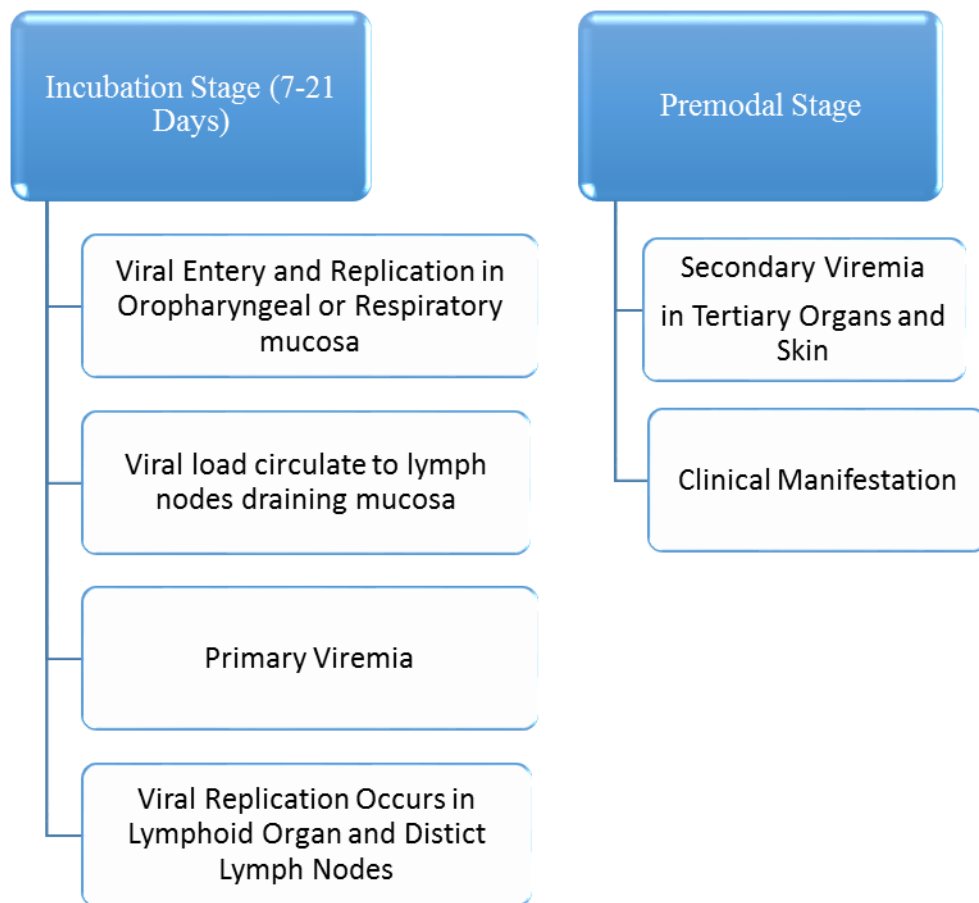 Incubation Stage (7-21
Days)
Viral Entery and Replication in
Oropharyngeal or Respiratory
mucosa
Viral load circulate to lymph
nodes draining mucosa
Primary Viremia
Viral Replication Occurs in
Lymphoid Organ and Distict
Lymph Nodes
Premodal Stage
Secondary Viremia
in Tertiary Organs and
Skin
Clinical Manifestation